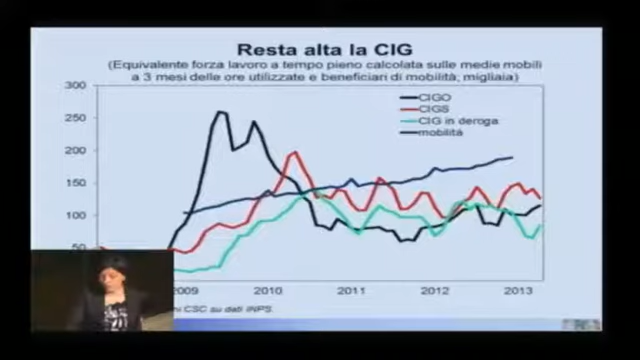 Resta alta la CIG
(Equivalente forza lavoro a tempo pieno calcolata sulle medie mobili
a 3 mesi delle ore utilizzate e beneficiari di mobilità; migliaia)
300
250
200
150
100
50
CIGO
CIGS
CIG in deroga
mobilità
2009 2010 2011 2012 2013
CSC su dati INPS.